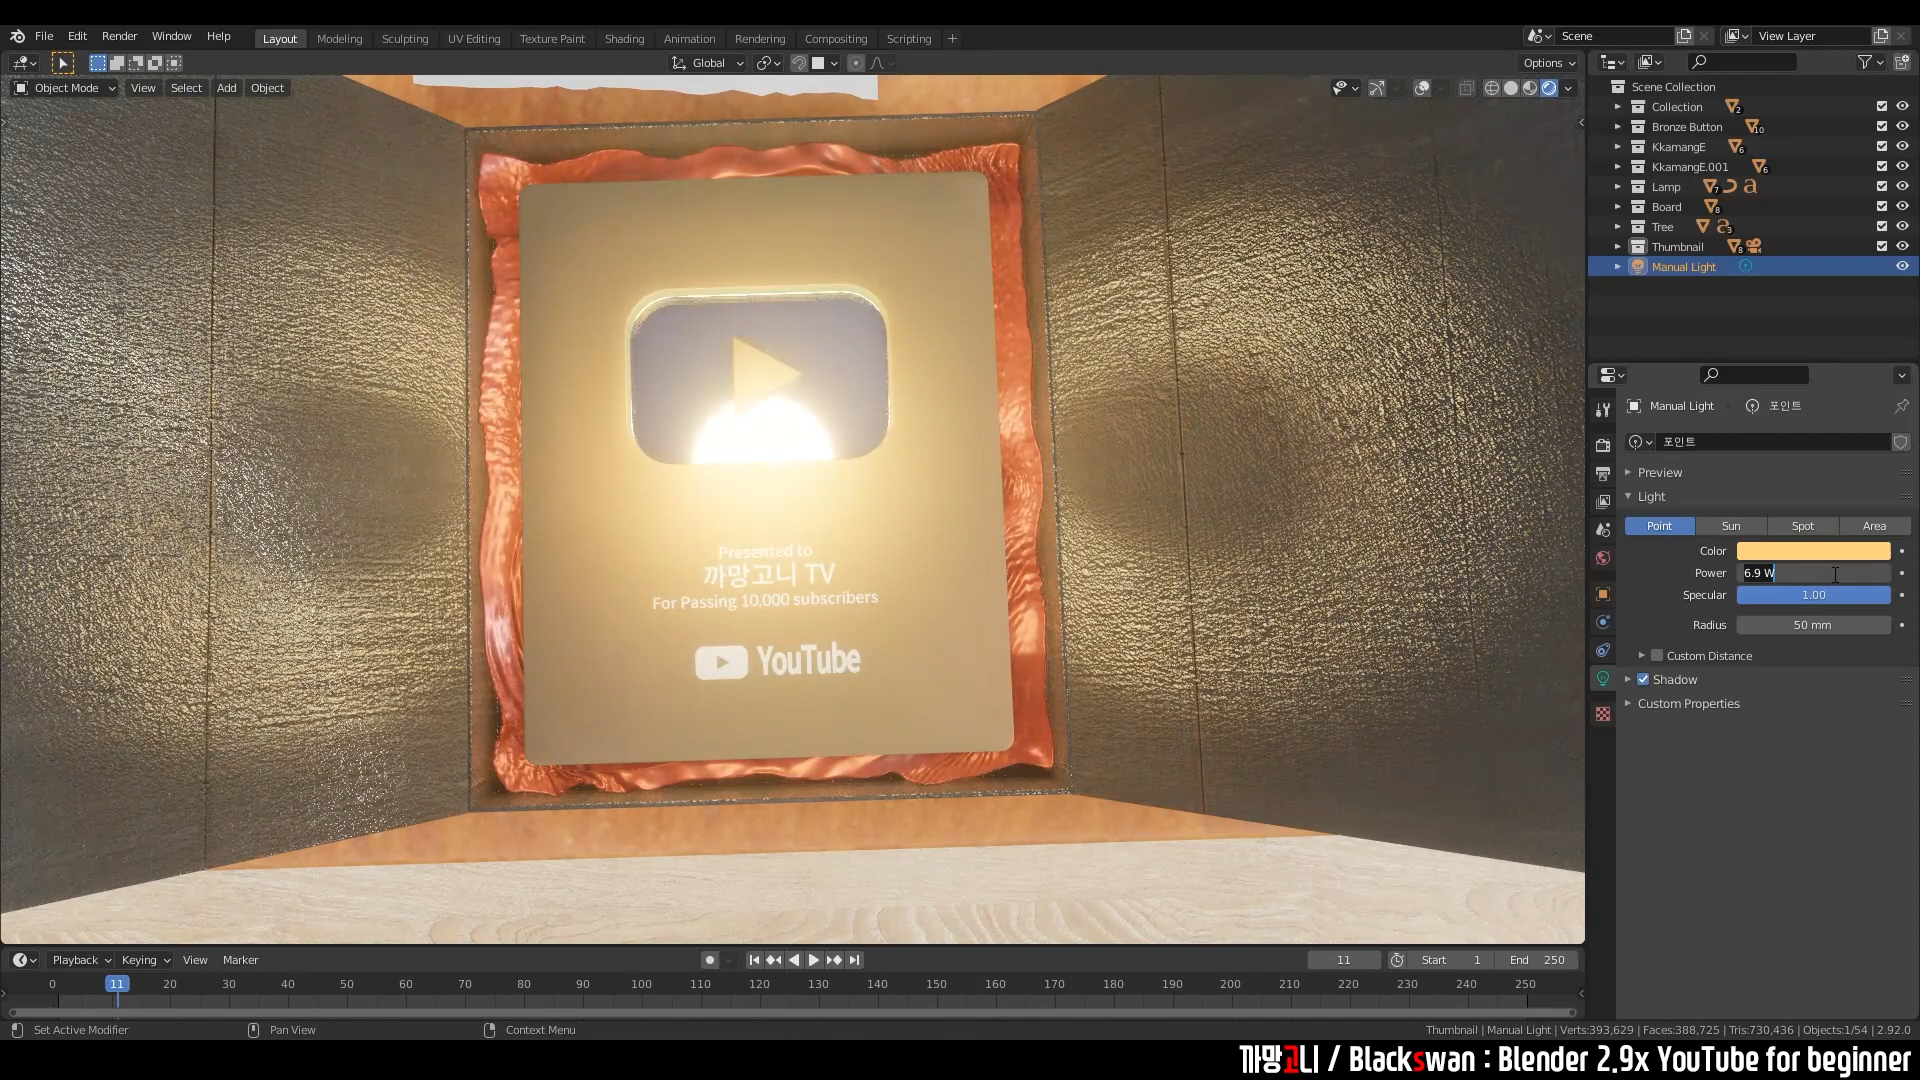 File Edit Render Window Help Layout Modeling Sculpting UV Editing Texture Paint Shading Animation Rendering Compositing Scripting + Scene View Layer
Global Options
Object Mode View Select Add Object
Scene Collection
Collection 2
Bronze Button 10
KkamangE 6
KkamangE.001 6
Lamp 7 a
Board 8
Tree a 3
Thumbnail 8
Manual Light
Manual Light 포인트
포인트
Preview
Light
Point Sun Spot Area
Color
Power 6.9 W
Specular 1.00
Radius 50 mm
Custom Distance
Shadow
Custom Properties
Presented to
까망고니 TV
For Passing 10,000 subscribers
YouTube
Playback Keying View Marker 11 Start 1 End 250
0 11 20 30 40 50 60 70 80 90 100 110 120 130 140 150 160 170 180 190 200 210 220 230 240 250
Set Active Modifier Pan View Context Menu Thumbnail | Manual Light | Verts:393,629 | Faces:388,725 | Tris:730,436 | Objects:1/54 | 2.92.0
까망고니 / Blackswan : Blender 2.9x YouTube for beginner